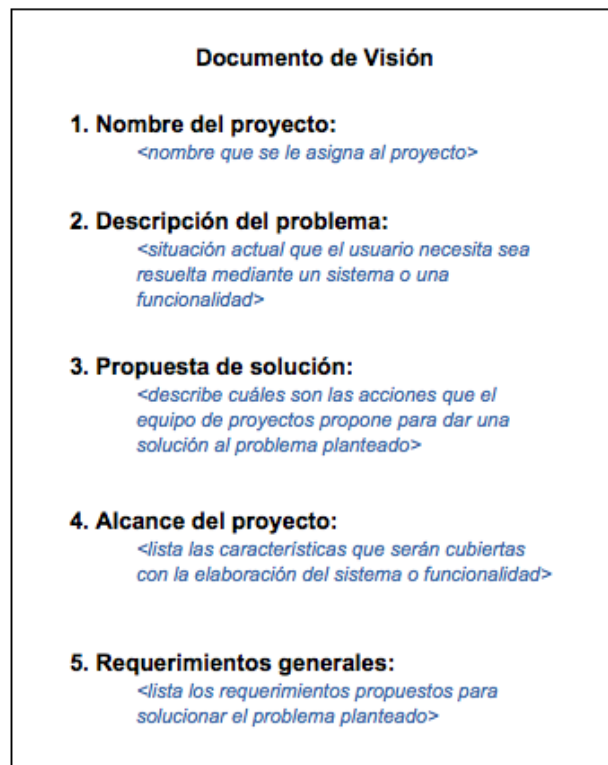 Documento de Visión
1. Nombre del proyecto:
<nombre que se le asigna al proyecto>
2. Descripción del problema:
<situación actual que el usuario necesita sea
resuelta mediante un sistema o una
funcionalidad>
3. Propuesta de solución:
<describe cuáles son las acciones que el
equipo de proyectos propone para dar una
solución al problema planteado>
4. Alcance del proyecto:
<lista las características que serán cubiertas
con la elaboración del sistema o funcionalidad>
5. Requerimientos generales:
<lista los requerimientos propuestos para
solucionar el problema planteado>